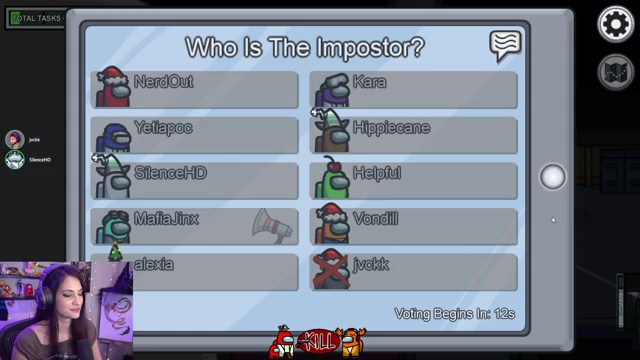 TOTAL TASKS
Who Is The Impostor?
NerdOut
Kara
Yetiapoc
Hippiecane
SilenceHD
Helpful
MafiaJinx
Vondill
alexia
jvckk
Voting Begins In: 12s
jvckk
SilenceHD
KILL